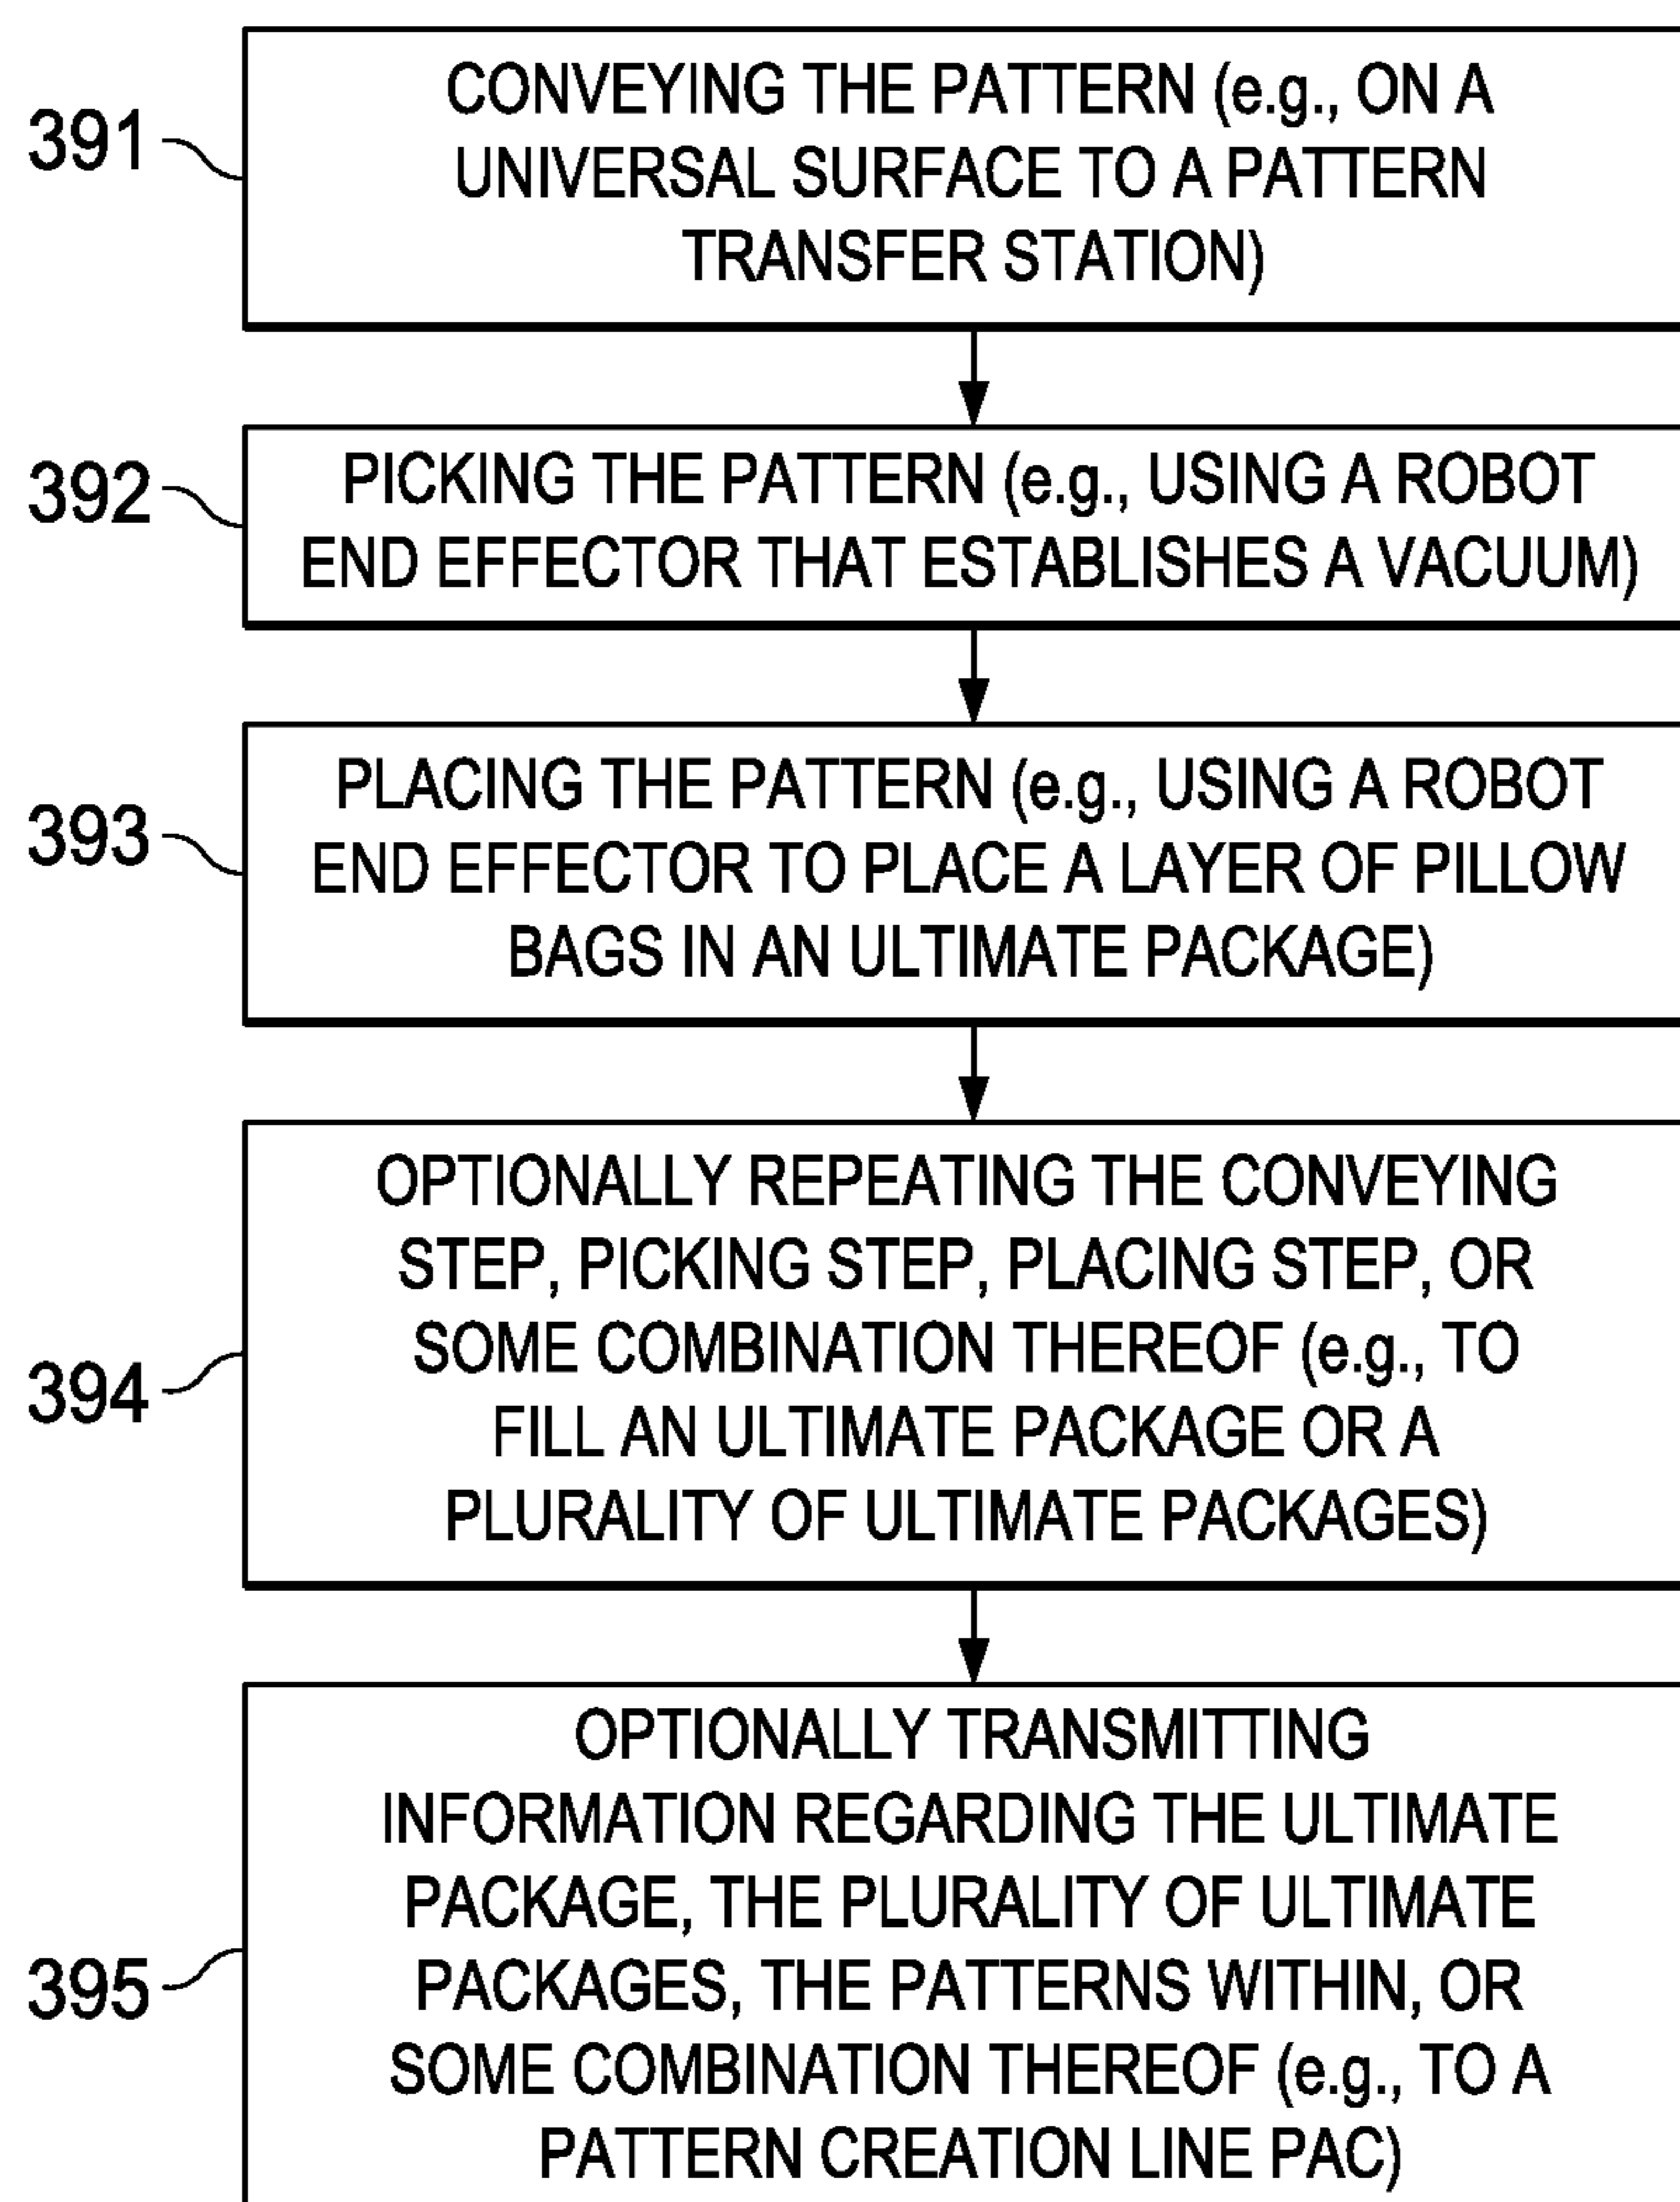 391
CONVEYING THE PATTERN (e.g., ON A
UNIVERSAL SURFACE TO A PATTERN
TRANSFER STATION)
392
PICKING THE PATTERN (e.g., USING A ROBOT
END EFFECTOR THAT ESTABLISHES A VACUUM)
393
PLACING THE PATTERN (e.g., USING A ROBOT
END EFFECTOR TO PLACE A LAYER OF PILLOW
BAGS IN AN ULTIMATE PACKAGE)
394
OPTIONALLY REPEATING THE CONVEYING
STEP, PICKING STEP, PLACING STEP, OR
SOME COMBINATION THEREOF (e.g., TO
FILL AN ULTIMATE PACKAGE OR A
PLURALITY OF ULTIMATE PACKAGES)
395
OPTIONALLY TRANSMITTING
INFORMATION REGARDING THE ULTIMATE
PACKAGE, THE PLURALITY OF ULTIMATE
PACKAGES, THE PATTERNS WITHIN, OR
SOME COMBINATION THEREOF (e.g., TO A
PATTERN CREATION LINE PAC)